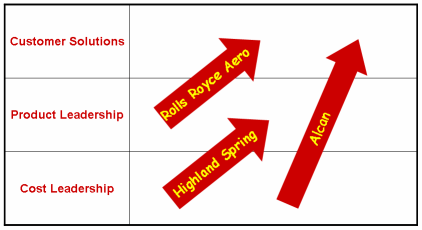 Customer Solutions
Rolls Royce Aero
Product Leadership
Alcan
Highland Spring
Cost Leadership